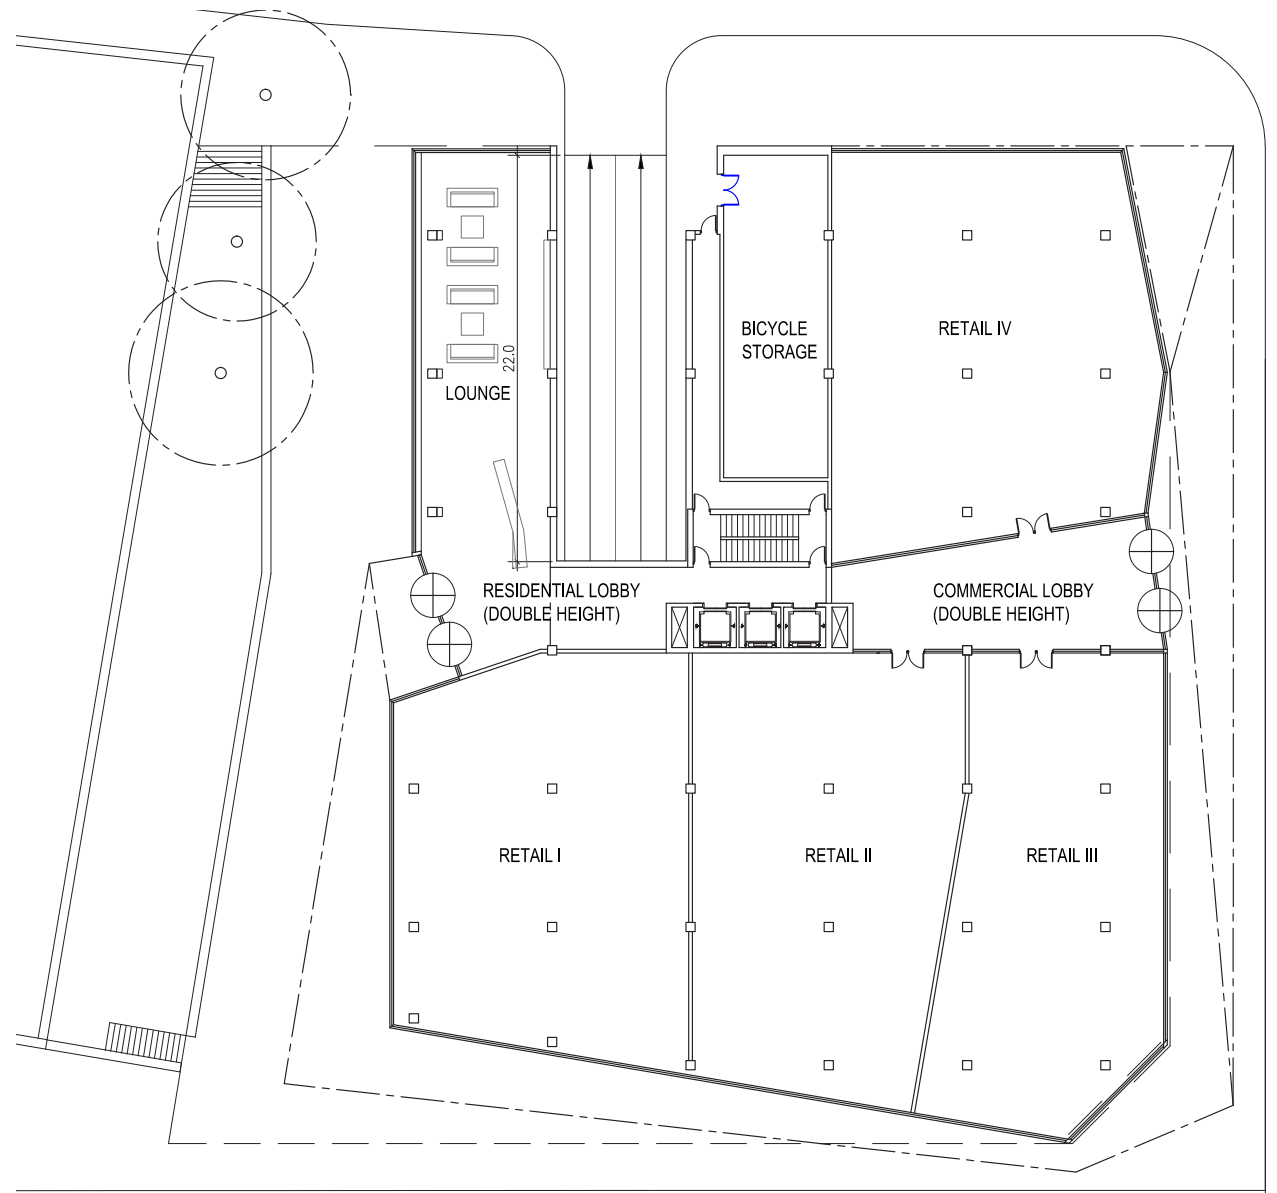 BICYCLE
STORAGE
RETAIL IV
22.0
LOUNGE
RESIDENTIAL LOBBY
(DOUBLE HEIGHT)
COMMERCIAL LOBBY
(DOUBLE HEIGHT)
RETAIL I
RETAIL II
RETAIL III